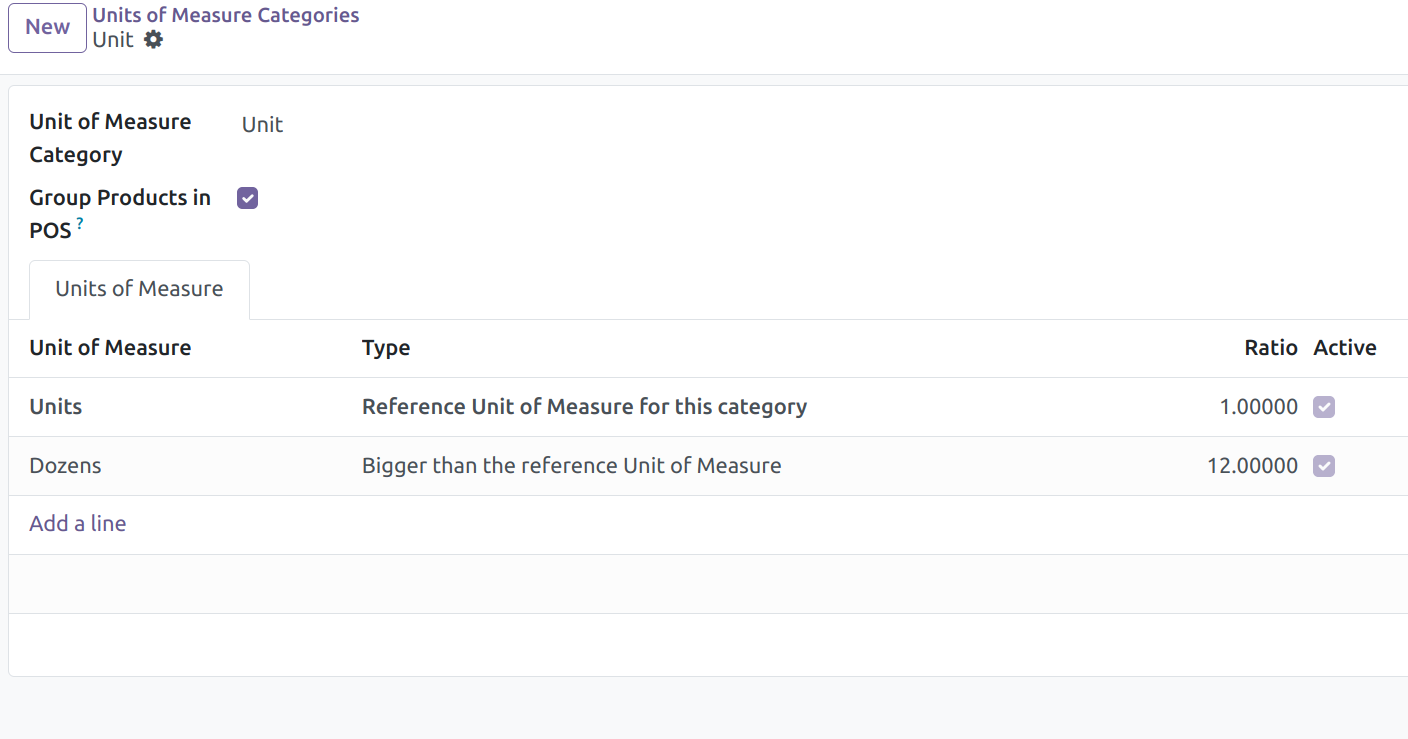 New
Units of Measure Categories
Unit
Unit of Measure
Category
Unit
Group Products in
POS ?
Units of Measure
Unit of Measure Type Ratio Active
Units Reference Unit of Measure for this category 1.00000
Dozens Bigger than the reference Unit of Measure 12.00000
Add a line